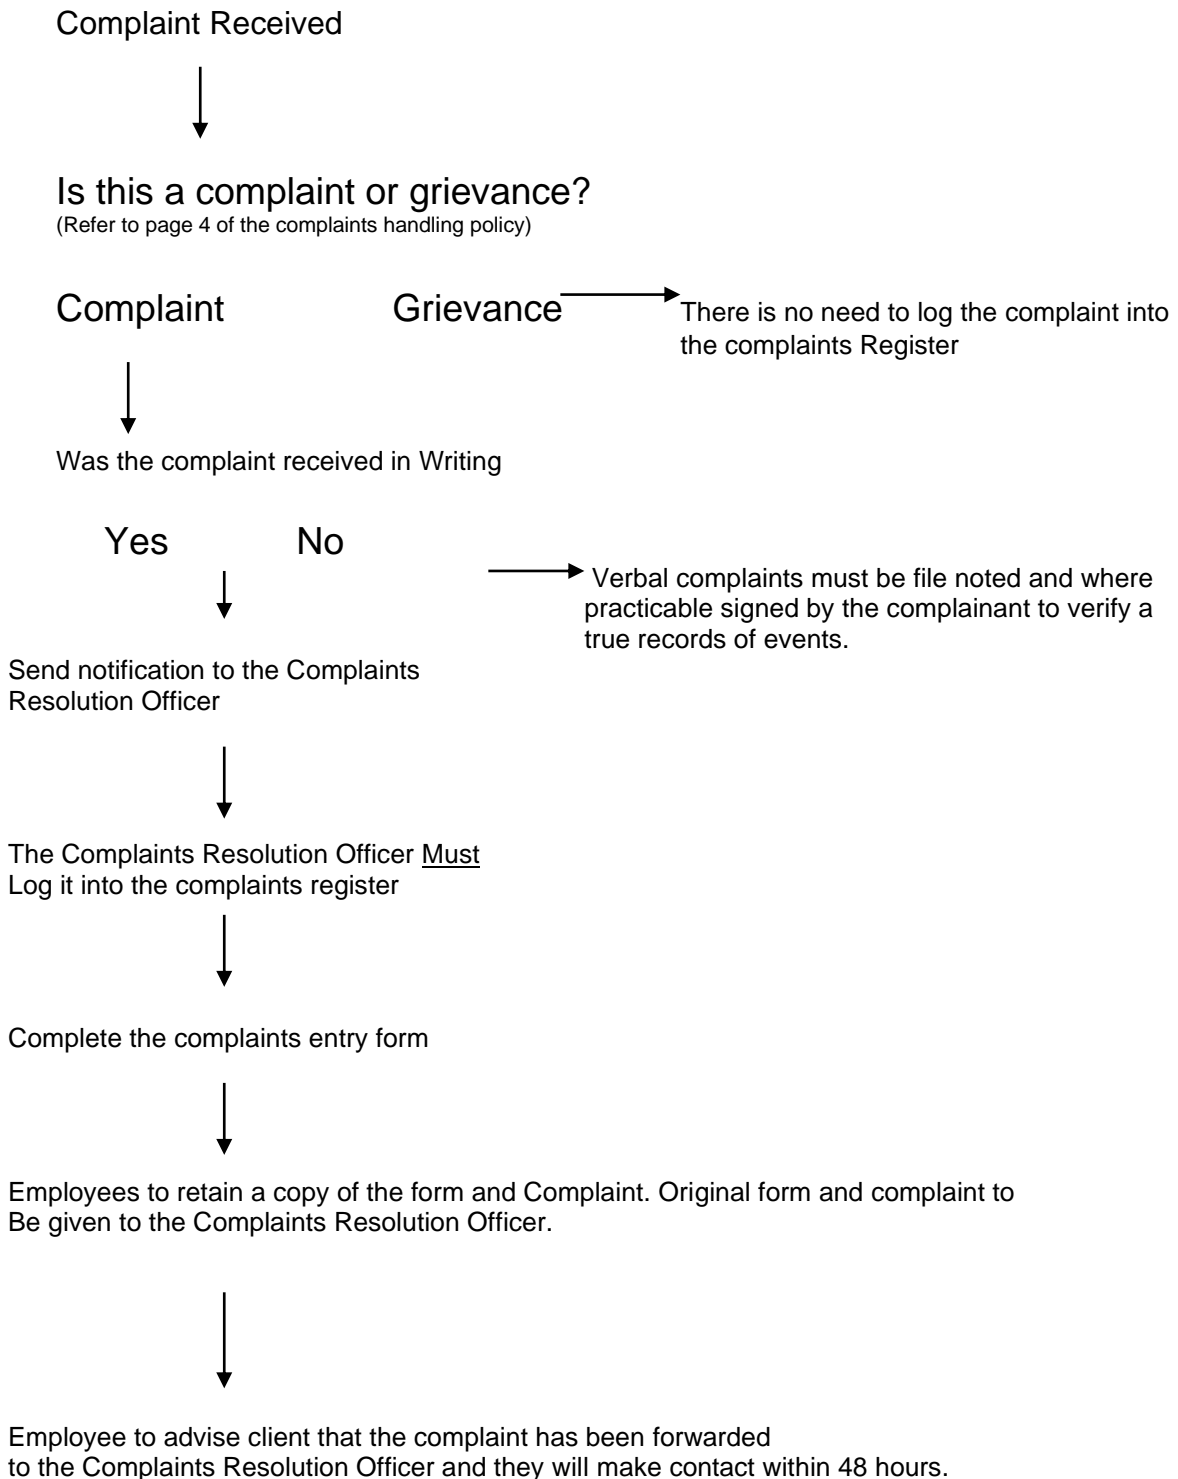 Complaint Received
Is this a complaint or grievance?
(Refer to page 4 of the complaints handling policy)
Complaint
Grievance
There is no need to log the complaint into
the complaints Register
Was the complaint received in Writing
Yes
No
Verbal complaints must be file noted and where
practicable signed by the complainant to verify a
true records of events.
Send notification to the Complaints
Resolution Officer
The Complaints Resolution Officer Must
Log it into the complaints register
Complete the complaints entry form
Employees to retain a copy of the form and Complaint. Original form and complaint to
Be given to the Complaints Resolution Officer.
Employee to advise client that the complaint has been forwarded
to the Complaints Resolution Officer and they will make contact within 48 hours.